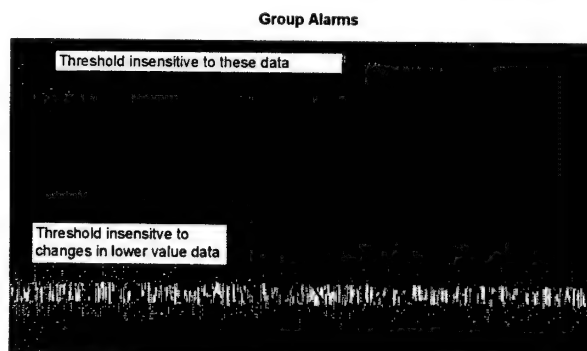 Group Alarms
Threshold insensitive to these data
Threshold insensitve to
changes in lower value data